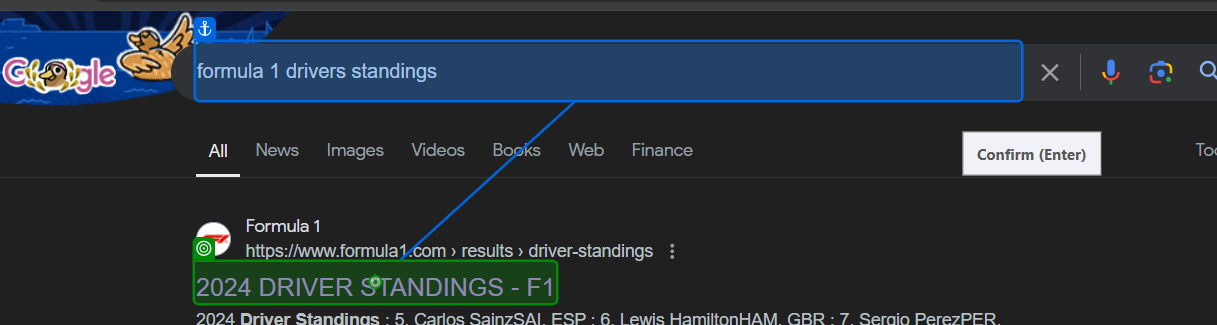 Google
formula 1 drivers standings
All News Images Videos Books Web Finance
Confirm (Enter)
Formula 1
https://www.formula1.com › results › driver-standings
2024 DRIVER STANDINGS - F1
2024 Driver Standings : 5, Carlos SainzSAI, ESP ; 6, Lewis HamiltonHAM, GBR ; 7, Sergio PerezPER,